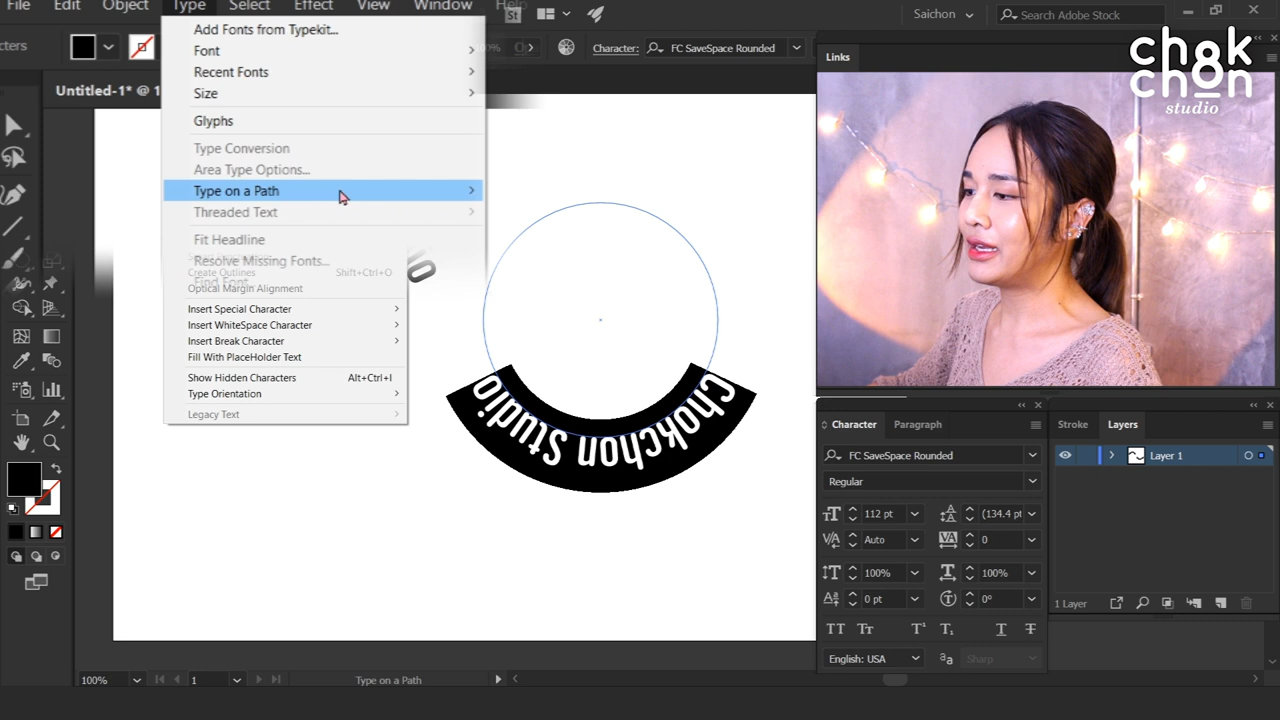 File Edit Object Type Select Effect View Window Help
Saichon
Search Adobe Stock
chokchon
studio
Character:
FC SaveSpace Rounded
Untitled-1* @ 1
Add Fonts from Typekit...
Font
Recent Fonts
Size
Glyphs
Type Conversion
Area Type Options...
Type on a Path
Threaded Text
Fit Headline
Resolve Missing Fonts...
Find Font...
Create Outlines Shift+Ctrl+O
Optical Margin Alignment
Insert Special Character
Insert WhiteSpace Character
Insert Break Character
Fill With PlaceHolder Text
Show Hidden Characters Alt+Ctrl+I
Type Orientation
Legacy Text
Chokchon Studio
Links
Character Paragraph
FC SaveSpace Rounded
Regular
112 pt (134.4 pt
Auto 0
100% 100%
0 pt 0°
English: USA Sharp
Stroke Layers
Layer 1
1 Layer
100% 1 Type on a Path